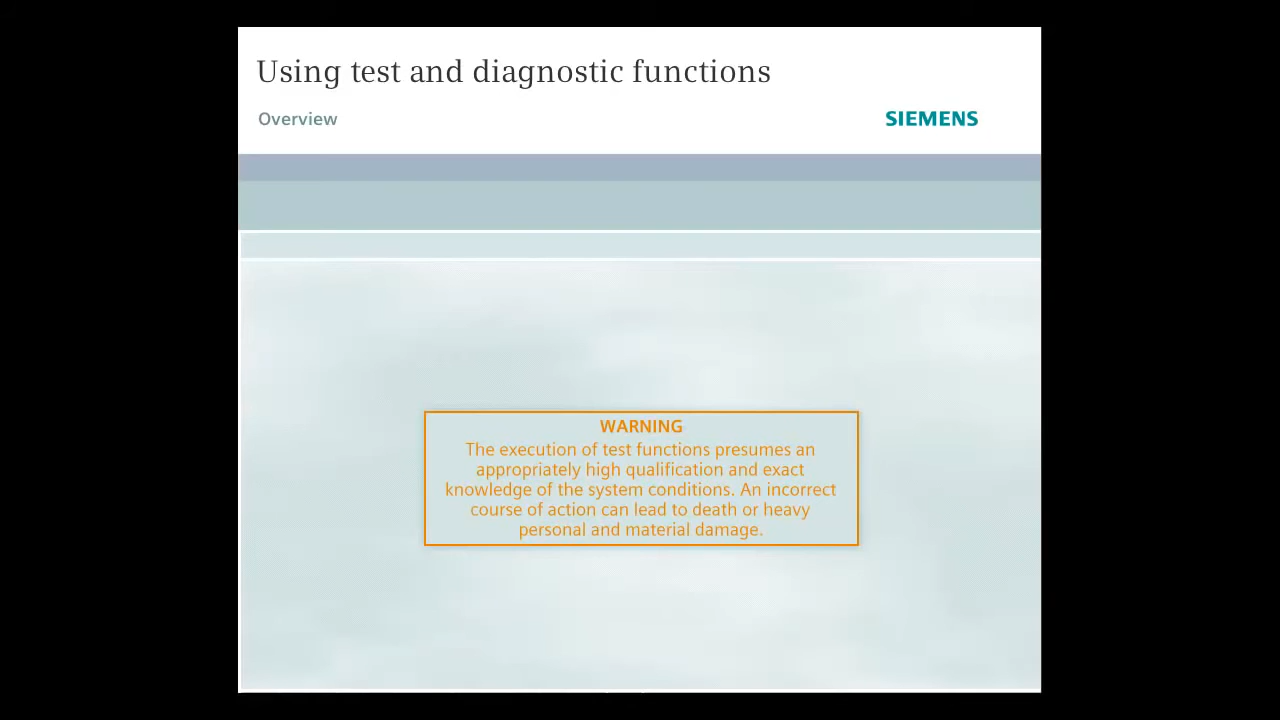 Using test and diagnostic functions
Overview
SIEMENS
WARNING
The execution of test functions presumes an
appropriately high qualification and exact
knowledge of the system conditions. An incorrect
course of action can lead to death or heavy
personal and material damage.